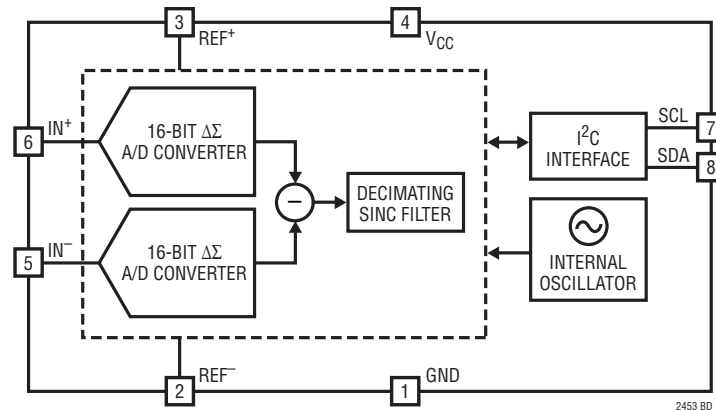 3
REF+
4
VCC
6
IN+
16-BIT ΔΣ
A/D CONVERTER
I2C
INTERFACE
SCL
7
SDA
8
−
DECIMATING
SINC FILTER
5
IN−
16-BIT ΔΣ
A/D CONVERTER
INTERNAL
OSCILLATOR
2
REF−
1
GND
2453 BD